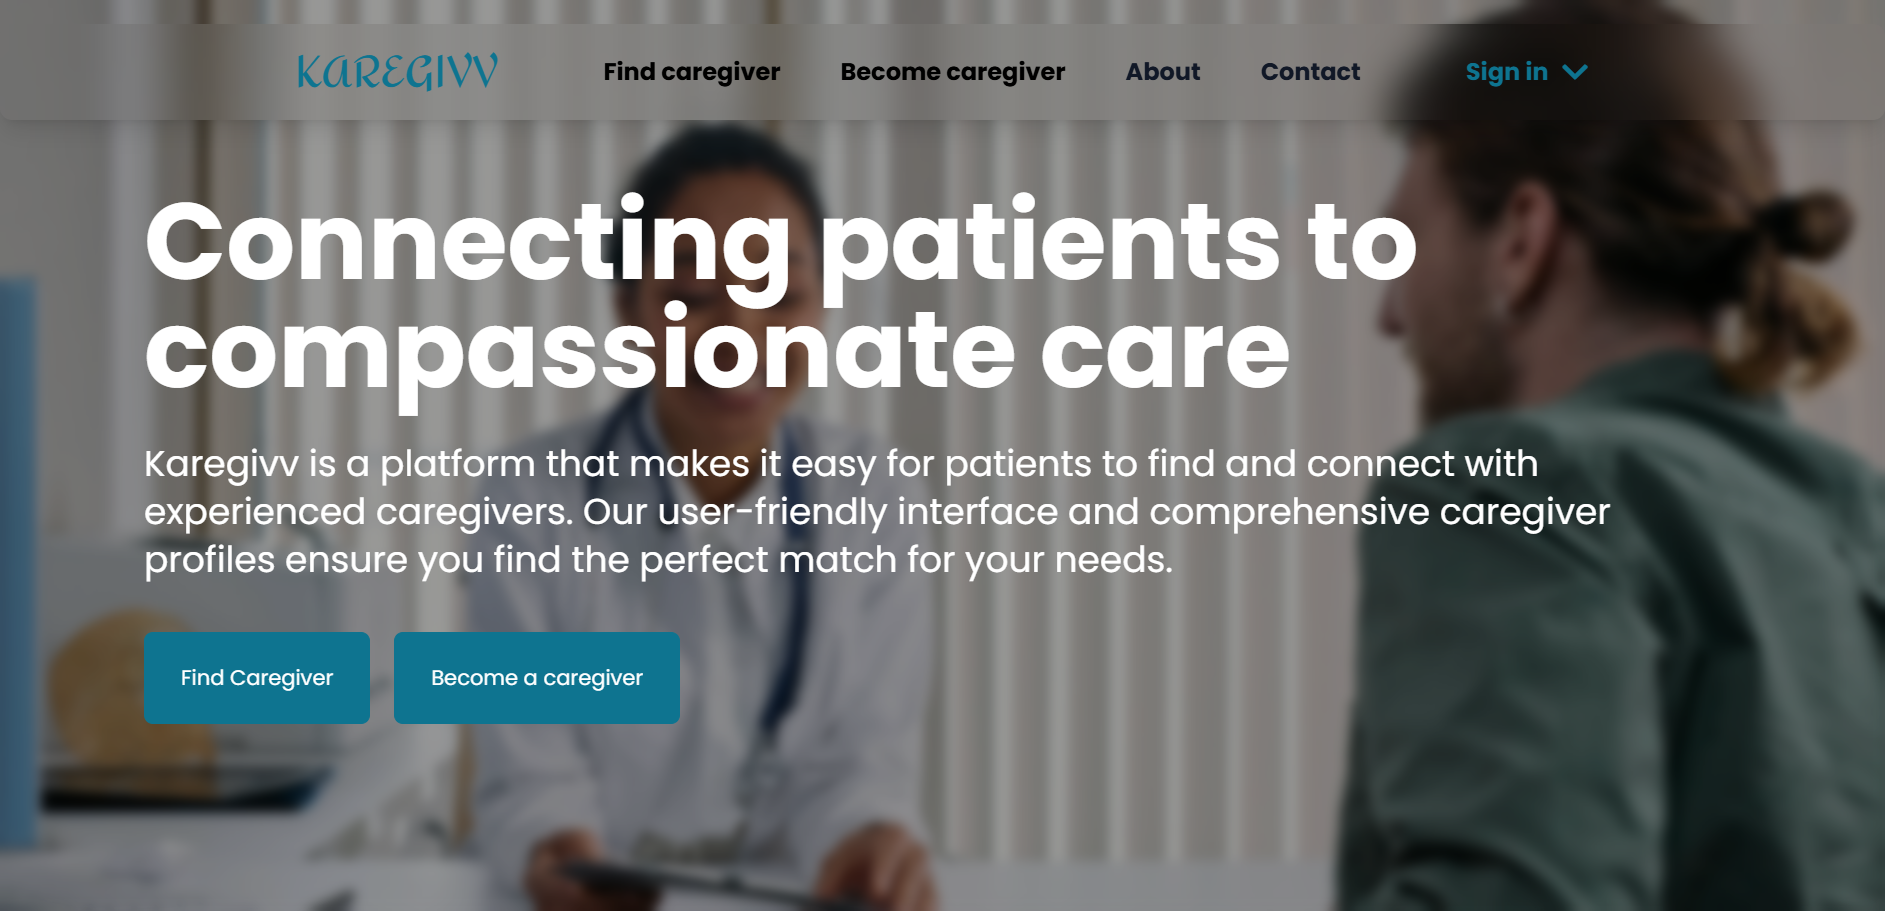 KAREGIVV
Find caregiver
Become caregiver
About
Contact
Sign in
Connecting patients to
compassionate care
Karegivv is a platform that makes it easy for patients to find and connect with
experienced caregivers. Our user-friendly interface and comprehensive caregiver
profiles ensure you find the perfect match for your needs.
Find Caregiver
Become a caregiver